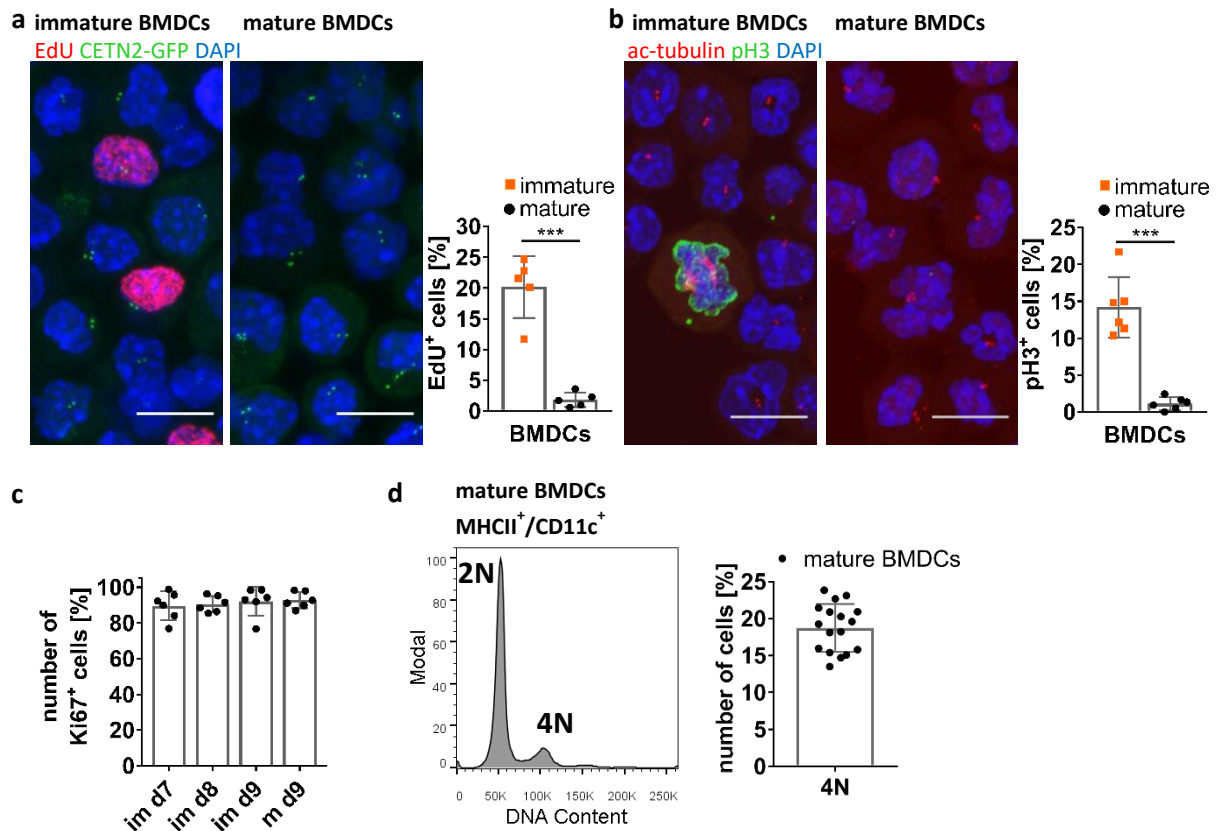 a
immature BMDCs mature BMDCs
EdU CETN2-GFP DAPI
immature
mature
EdU⁺ cells [%]
30
25
20
15
10
5
0
***
BMDCs
b
immature BMDCs mature BMDCs
ac-tubulin pH3 DAPI
immature
mature
pH3⁺ cells [%]
25
20
15
10
5
0
***
BMDCs
c
number of
Ki67⁺ cells [%]
100
80
60
40
20
0
im d7
im d8
im d9
m d9
d
mature BMDCs
MHCII⁺/CD11c⁺
2N
4N
Modal
100
80
60
40
20
0
0 50K 100K 150K 200K 250K
DNA Content
mature BMDCs
number of cells [%]
25
20
15
10
5
0
4N